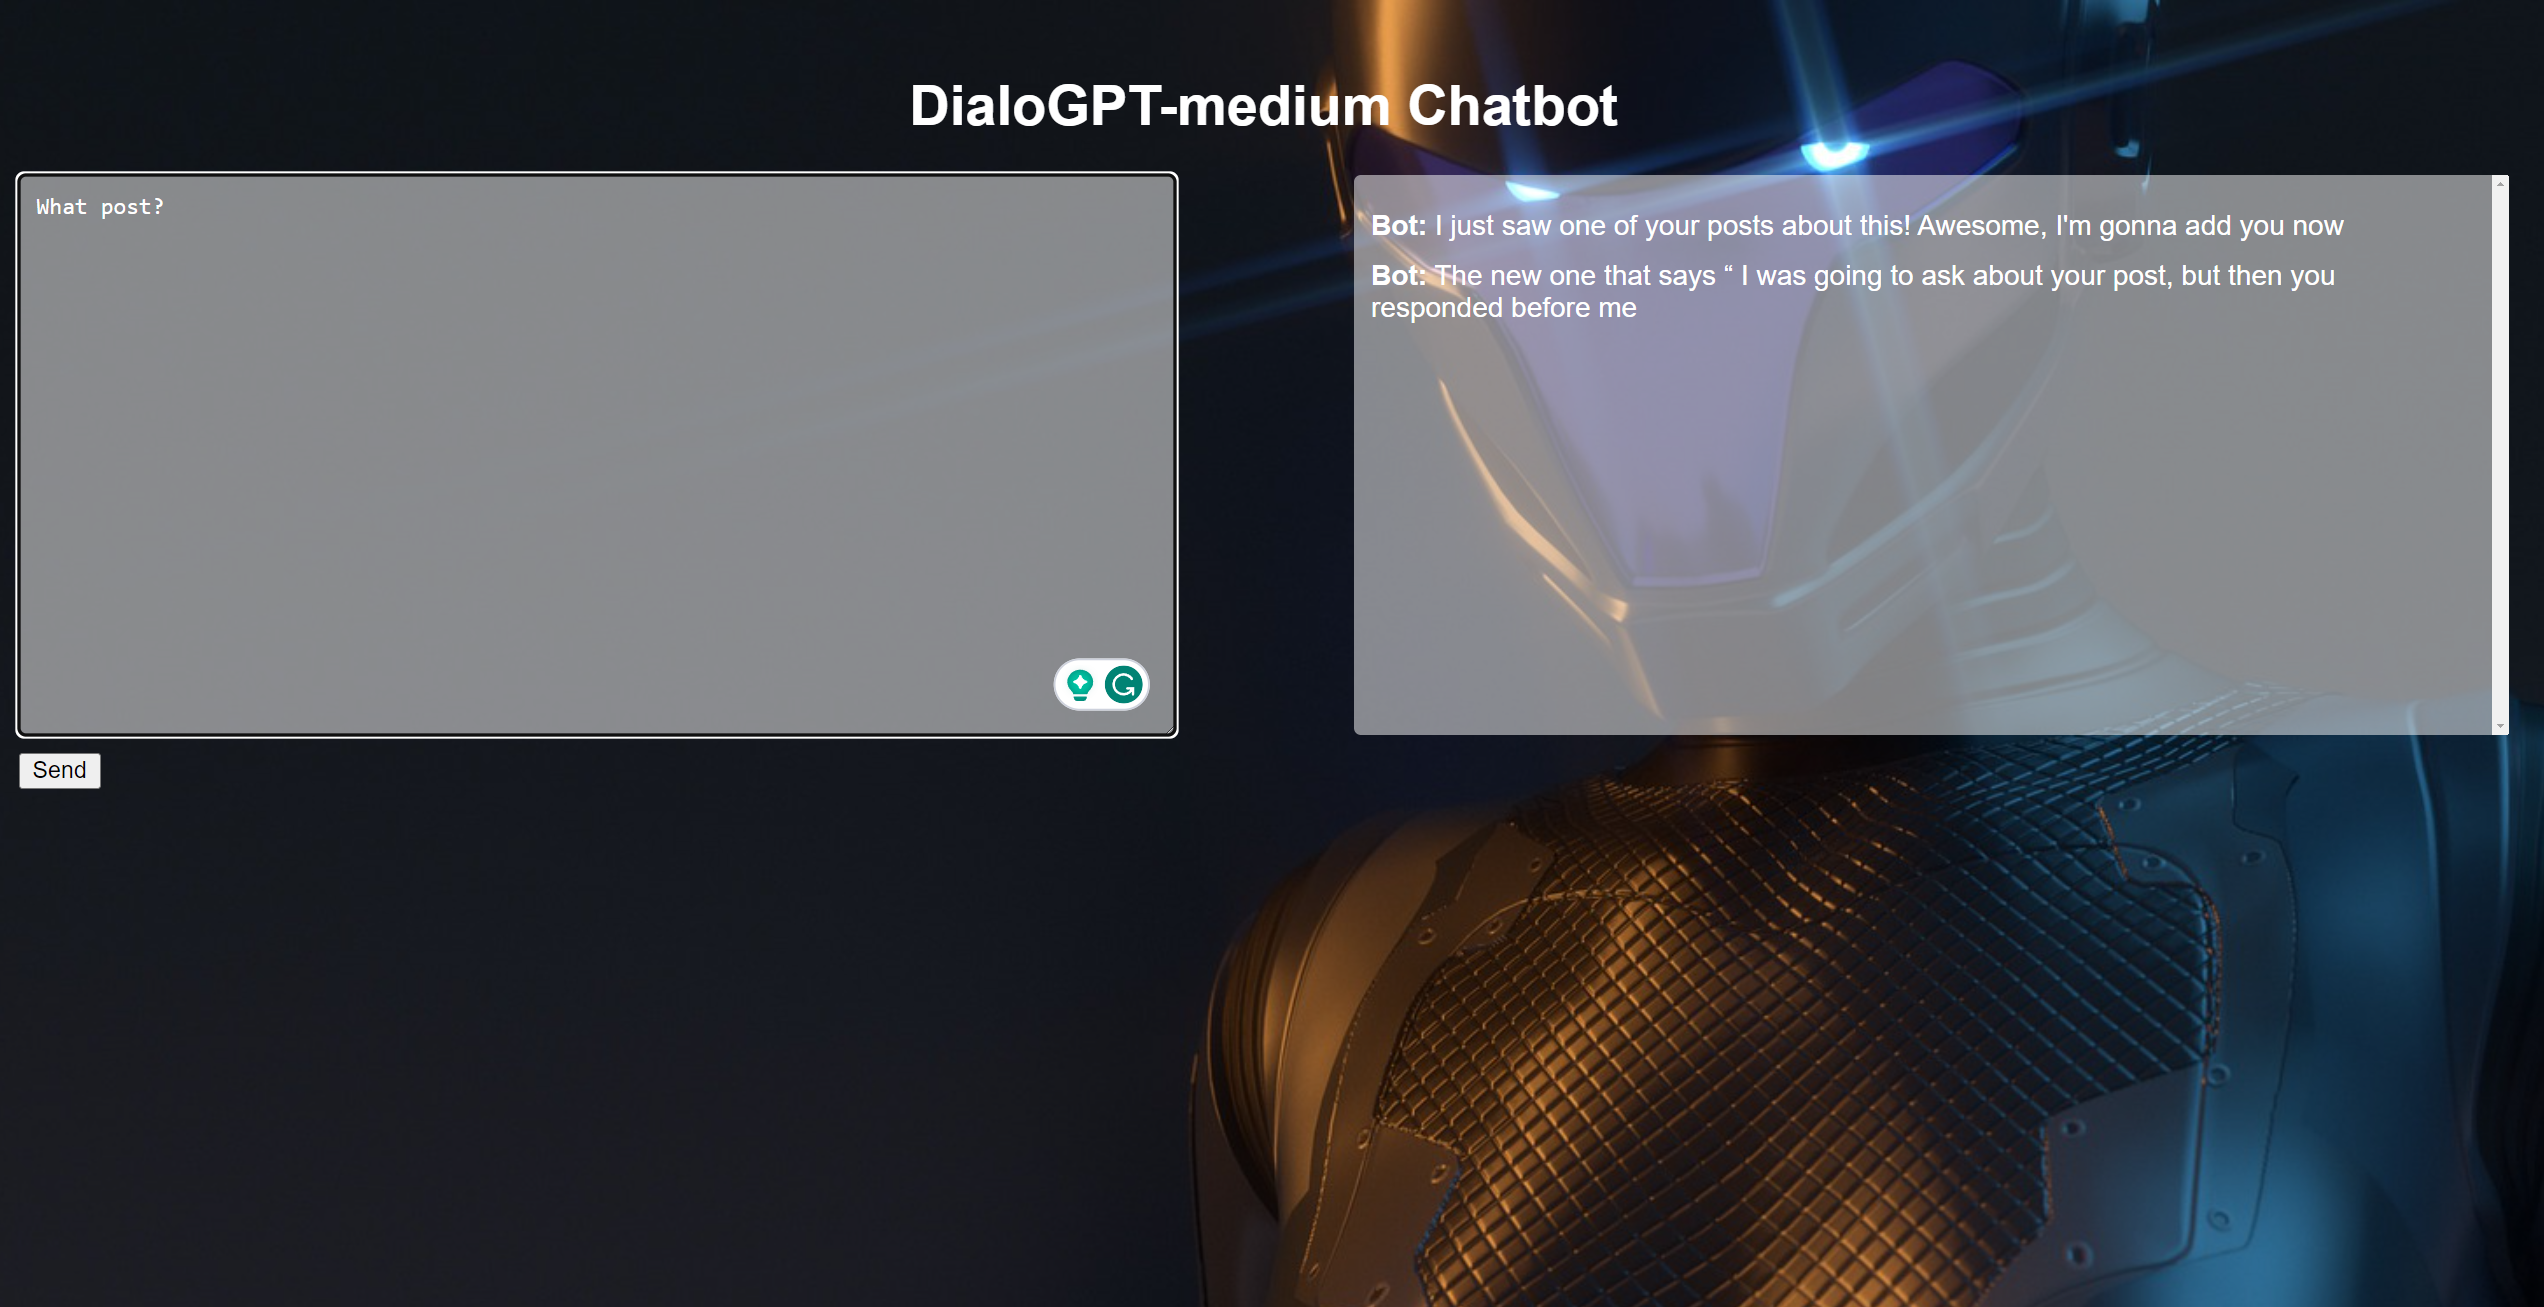 DialoGPT-medium Chatbot
What post?
Bot: I just saw one of your posts about this! Awesome, I'm gonna add you now
Bot: The new one that says “ I was going to ask about your post, but then you
responded before me
Send